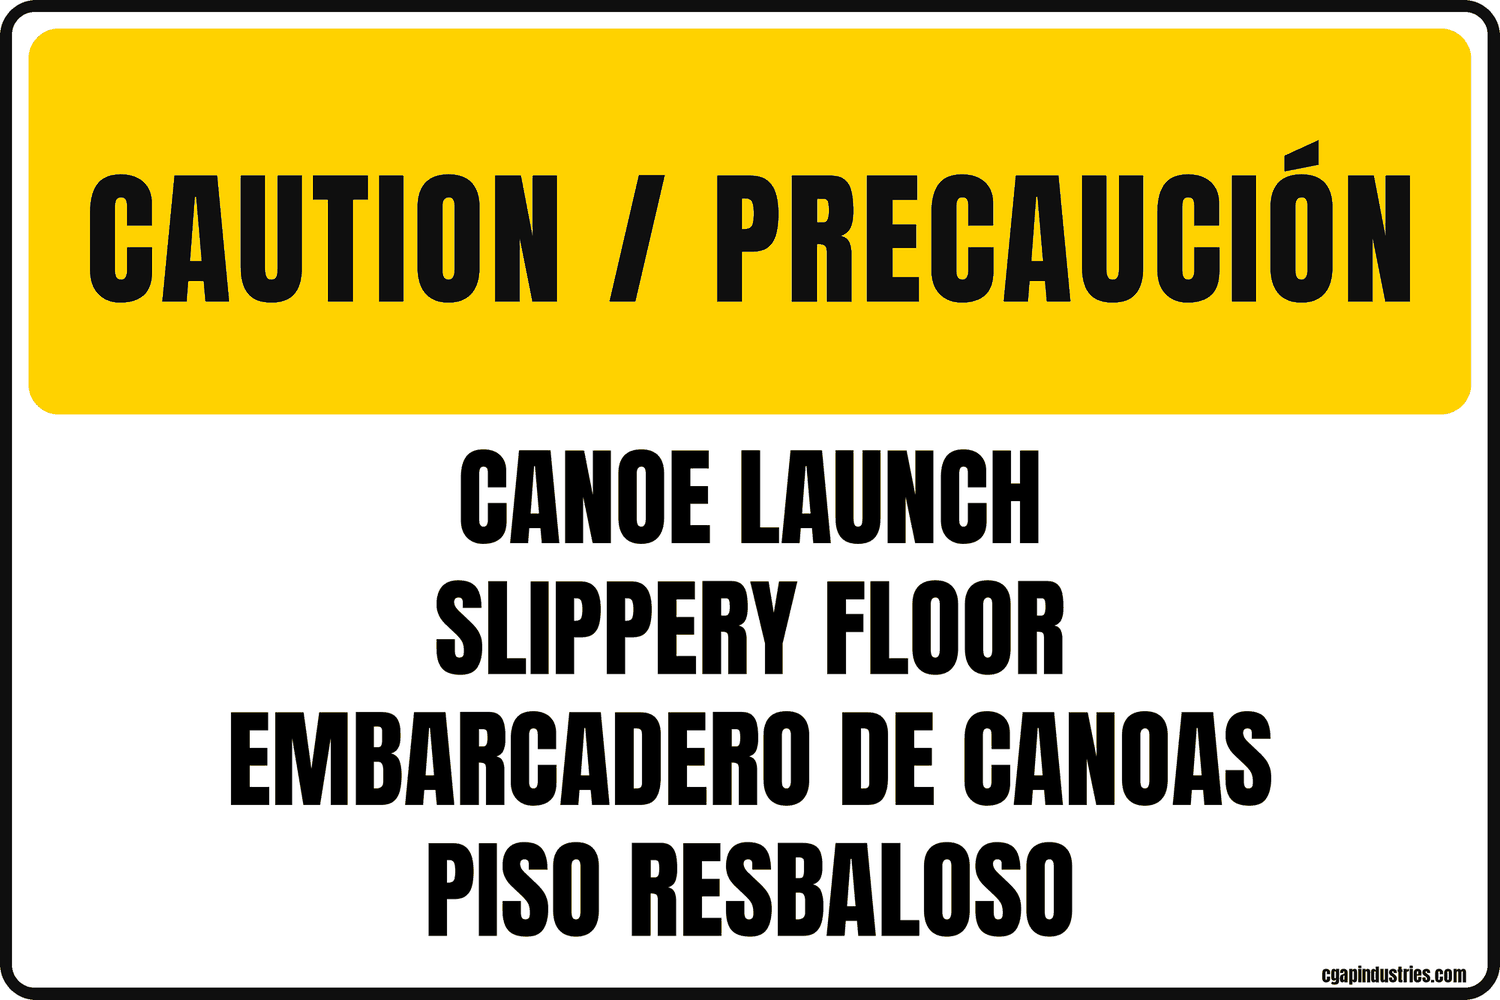 CAUTION / PRECAUCIÓN
CANOE LAUNCH
SLIPPERY FLOOR
EMBARCADERO DE CANOAS
PISO RESBALOSO
cgapindustries.com